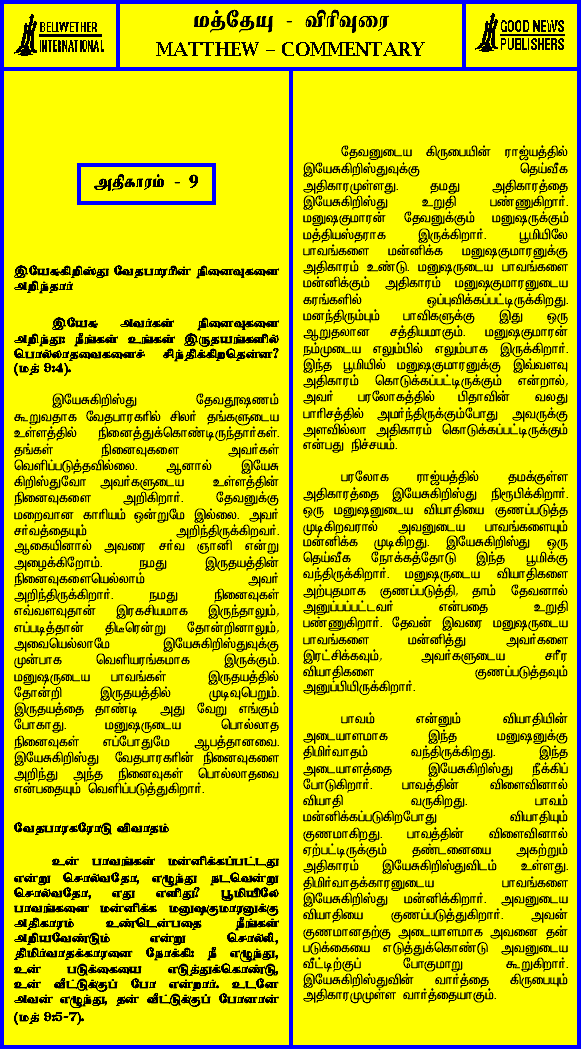 BELIWETHER
INTERNATIONAL
மத்தேயு - விரிவுரை
MATTHEW – COMMENTARY
GOOD NEWS
PUBLISHERS
அதிகாரம் - 9
இயேசுகிறிஸ்து வேதபாரரின் நினைவுகளை
அறிந்தார்
இயேசு அவர்கள் நினைவுகளை
அறிந்து: நீங்கள் உங்கள் இருதயங்களில்
பொல்லாதவைகளைச் சிந்திக்கிறதென்ன?
(மத் 9:4).
இயேசுகிறிஸ்து தேவதூஷணம்
கூறுவதாக வேதபாரகரில் சிலர் தங்களுடைய
உள்ளத்தில் நினைத்துக்கொண்டிருந்தார்கள்.
தங்கள் நினைவுகளை அவர்கள்
வெளிப்படுத்தவில்லை. ஆனால் இயேசு
கிறிஸ்துவோ அவர்களுடைய உள்ளத்தின்
நினைவுகளை அறிகிறார். தேவனுக்கு
மறைவான காரியம் ஒன்றுமே இல்லை. அவர்
சர்வத்தையும் அறிந்திருக்கிறவர்.
ஆகையினால் அவரை சர்வ ஞானி என்று
அழைக்கிறோம். நமது இருதயத்தின்
நினைவுகளையெல்லாம் அவர்
அறிந்திருக்கிறார். நமது நினைவுகள்
எவ்வளவுதான் இரகசியமாக இருந்தாலும்,
எப்படித்தான் திடீரென்று தோன்றினாலும்,
அவையெல்லாமே இயேசுகிறிஸ்துவுக்கு
முன்பாக வெளியரங்கமாக இருக்கும்.
மனுஷருடைய பாவங்கள் இருதயத்தில்
தோன்றி இருதயத்தில் முடிவுபெறும்.
இருதயத்தை தாண்டி அது வேறு எங்கும்
போகாது. மனுஷருடைய பொல்லாத
நினைவுகள் எப்போதுமே ஆபத்தானவை.
இயேசுகிறிஸ்து வேதபாரகரின் நினைவுகளை
அறிந்து அந்த நினைவுகள் பொல்லாதவை
என்பதையும் வெளிப்படுத்துகிறார்.
வேதபாரகரோடு விவாதம்
உன் பாவங்கள் மன்னிக்கப்பட்டது
என்று சொல்வதோ, எழுந்து நடவென்று
சொல்வதோ, எது எளிது? பூமியிலே
பாவங்களை மன்னிக்க மனுஷகுமாரனுக்கு
அதிகாரம் உண்டென்பதை நீங்கள்
அறியவேண்டும் என்று சொல்லி,
திமிர்வாதக்காரனை நோக்கி: நீ எழுந்து,
உன் படுக்கையை எடுத்துக்கொண்டு,
உன் வீட்டுக்குப் போ என்றார். உடனே
அவன் எழுந்து, தன் வீட்டுக்குப் போனான்
(மத் 9:5-7).
தேவனுடைய கிருபையின் ராஜ்யத்தில்
இயேசுகிறிஸ்துவுக்கு தெய்வீக
அதிகாரமுள்ளது. தமது அதிகாரத்தை
இயேசுகிறிஸ்து உறுதி பண்ணுகிறார்.
மனுஷகுமாரன் தேவனுக்கும் மனுஷருக்கும்
மத்தியஸ்தராக இருக்கிறார். பூமியிலே
பாவங்களை மன்னிக்க மனுஷகுமாரனுக்கு
அதிகாரம் உண்டு. மனுஷருடைய பாவங்களை
மன்னிக்கும் அதிகாரம் மனுஷகுமாரனுடைய
கரங்களில் ஒப்புவிக்கப்பட்டிருக்கிறது.
மனந்திரும்பும் பாவிகளுக்கு இது ஒரு
ஆறுதலான சத்தியமாகும். மனுஷகுமாரன்
நம்முடைய எலும்பில் எலும்பாக இருக்கிறார்.
இந்த பூமியில் மனுஷகுமாரனுக்கு இவ்வளவு
அதிகாரம் கொடுக்கப்பட்டிருக்கும் என்றால்,
அவர் பரலோகத்தில் பிதாவின் வலது
பாரிசத்தில் அமர்ந்திருக்கும்போது அவருக்கு
அளவில்லா அதிகாரம் கொடுக்கப்பட்டிருக்கும்
என்பது நிச்சயம்.
பரலோக ராஜ்யத்தில் தமக்குள்ள
அதிகாரத்தை இயேசுகிறிஸ்து நிரூபிக்கிறார்.
ஒரு மனுஷனுடைய வியாதியை குணப்படுத்த
முடிகிறவரால் அவனுடைய பாவங்களையும்
மன்னிக்க முடிகிறது. இயேசுகிறிஸ்து ஒரு
தெய்வீக நோக்கத்தோடு இந்த பூமிக்கு
வந்திருக்கிறார். மனுஷருடைய வியாதிகளை
அற்புதமாக குணப்படுத்தி, தாம் தேவனால்
அனுப்பப்பட்டவர் என்பதை உறுதி
பண்ணுகிறார். தேவன் இவரை மனுஷருடைய
பாவங்களை மன்னித்து அவர்களை
இரட்சிக்கவும், அவர்களுடைய சரீர
வியாதிகளை குணப்படுத்தவும்
அனுப்பியிருக்கிறார்.
பாவம் என்னும் வியாதியின்
அடையாளமாக இந்த மனுஷனுக்கு
திமிர்வாதம் வந்திருக்கிறது. இந்த
அடையாளத்தை இயேசுகிறிஸ்து நீக்கிப்
போடுகிறார். பாவத்தின் விளைவினால்
வியாதி வருகிறது. பாவம்
மன்னிக்கப்படுகிறபோது வியாதியும்
குணமாகிறது. பாவத்தின் விளைவினால்
ஏற்பட்டிருக்கும் தண்டனையை அகற்றும்
அதிகாரம் இயேசுகிறிஸ்துவிடம் உள்ளது.
திமிர்வாதக்காரனுடைய பாவங்களை
இயேசுகிறிஸ்து மன்னிக்கிறார். அவனுடைய
வியாதியை குணப்படுத்துகிறார். அவன்
குணமானதற்கு அடையாளமாக அவனை தன்
படுக்கையை எடுத்துக்கொண்டு அவனுடைய
வீட்டிற்குப் போகுமாறு கூறுகிறார்.
இயேசுகிறிஸ்துவின் வார்த்தை கிருபையும்
அதிகாரமுமுள்ள வார்த்தையாகும்.